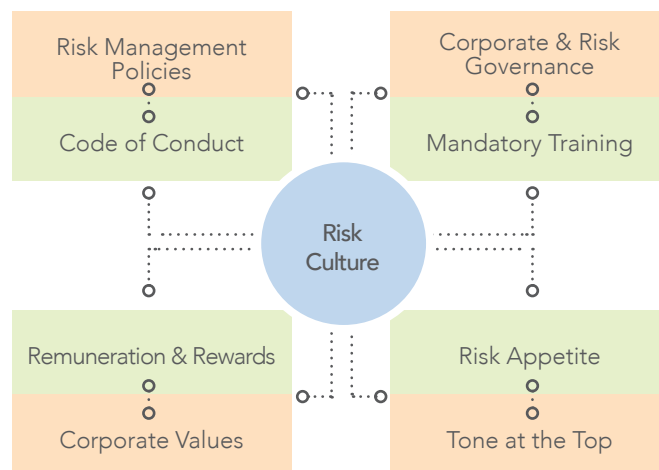 Risk Management
Policies
Code of Conduct
Corporate & Risk
Governance
Mandatory Training
Risk
Culture
Remuneration & Rewards
Corporate Values
Risk Appetite
Tone at the Top